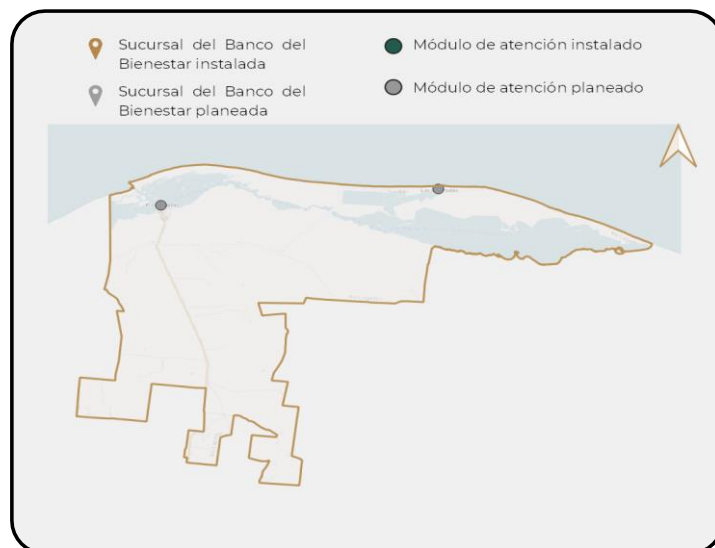 Sucursal del Banco del
Bienestar instalada
Sucursal del Banco del
Bienestar planeada
Módulo de atención instalado
Módulo de atención planeado